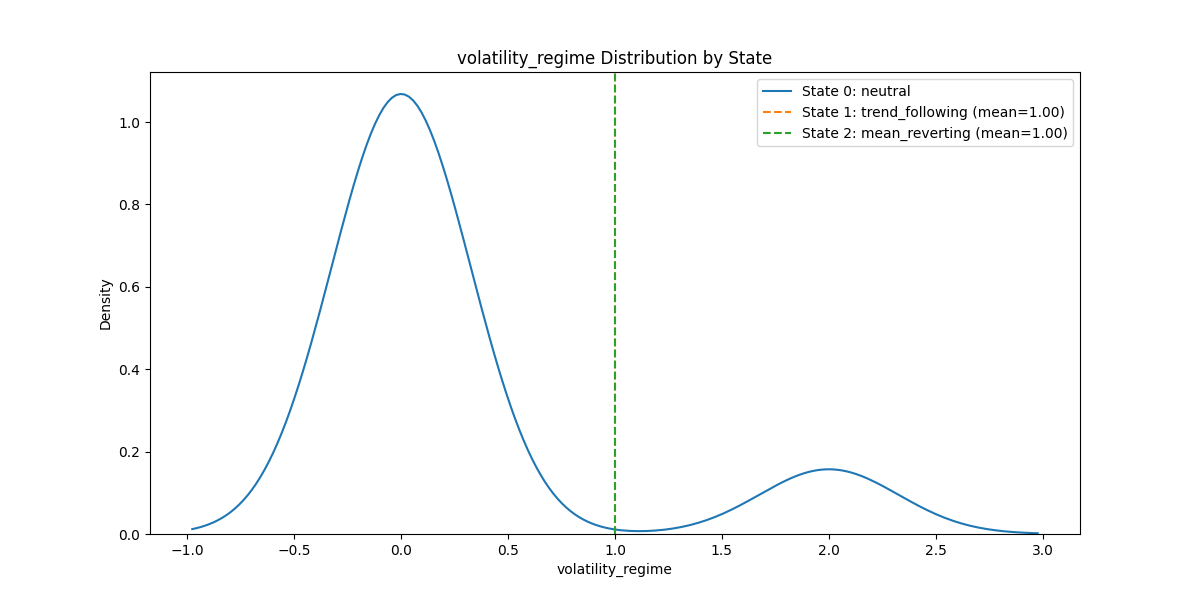 volatility_regime Distribution by State
State 0: neutral
State 1: trend_following (mean=1.00)
State 2: mean_reverting (mean=1.00)
Density
1.0
0.8
0.6
0.4
0.2
0.0
−1.0 −0.5 0.0 0.5 1.0 1.5 2.0 2.5 3.0
volatility_regime